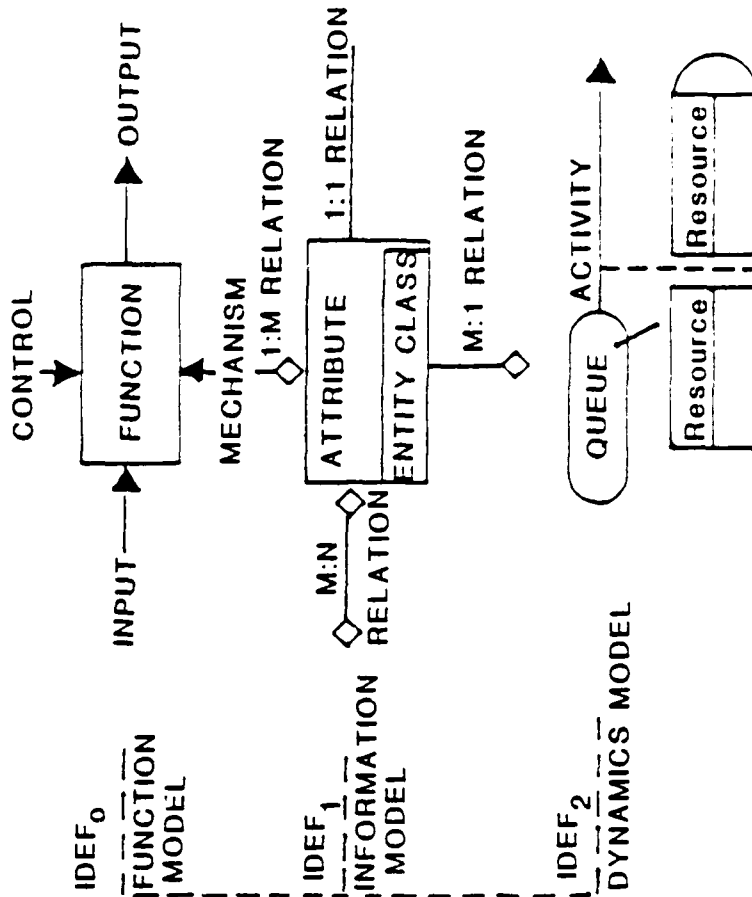 IDEF0
FUNCTION
MODEL
CONTROL
INPUT
FUNCTION
OUTPUT
MECHANISM
IDEF1
INFORMATION
MODEL
M:N
RELATION
1:M RELATION
ATTRIBUTE
ENTITY CLASS
1:1 RELATION
M:1 RELATION
IDEF2
DYNAMICS MODEL
QUEUE
ACTIVITY
Resource
Resource